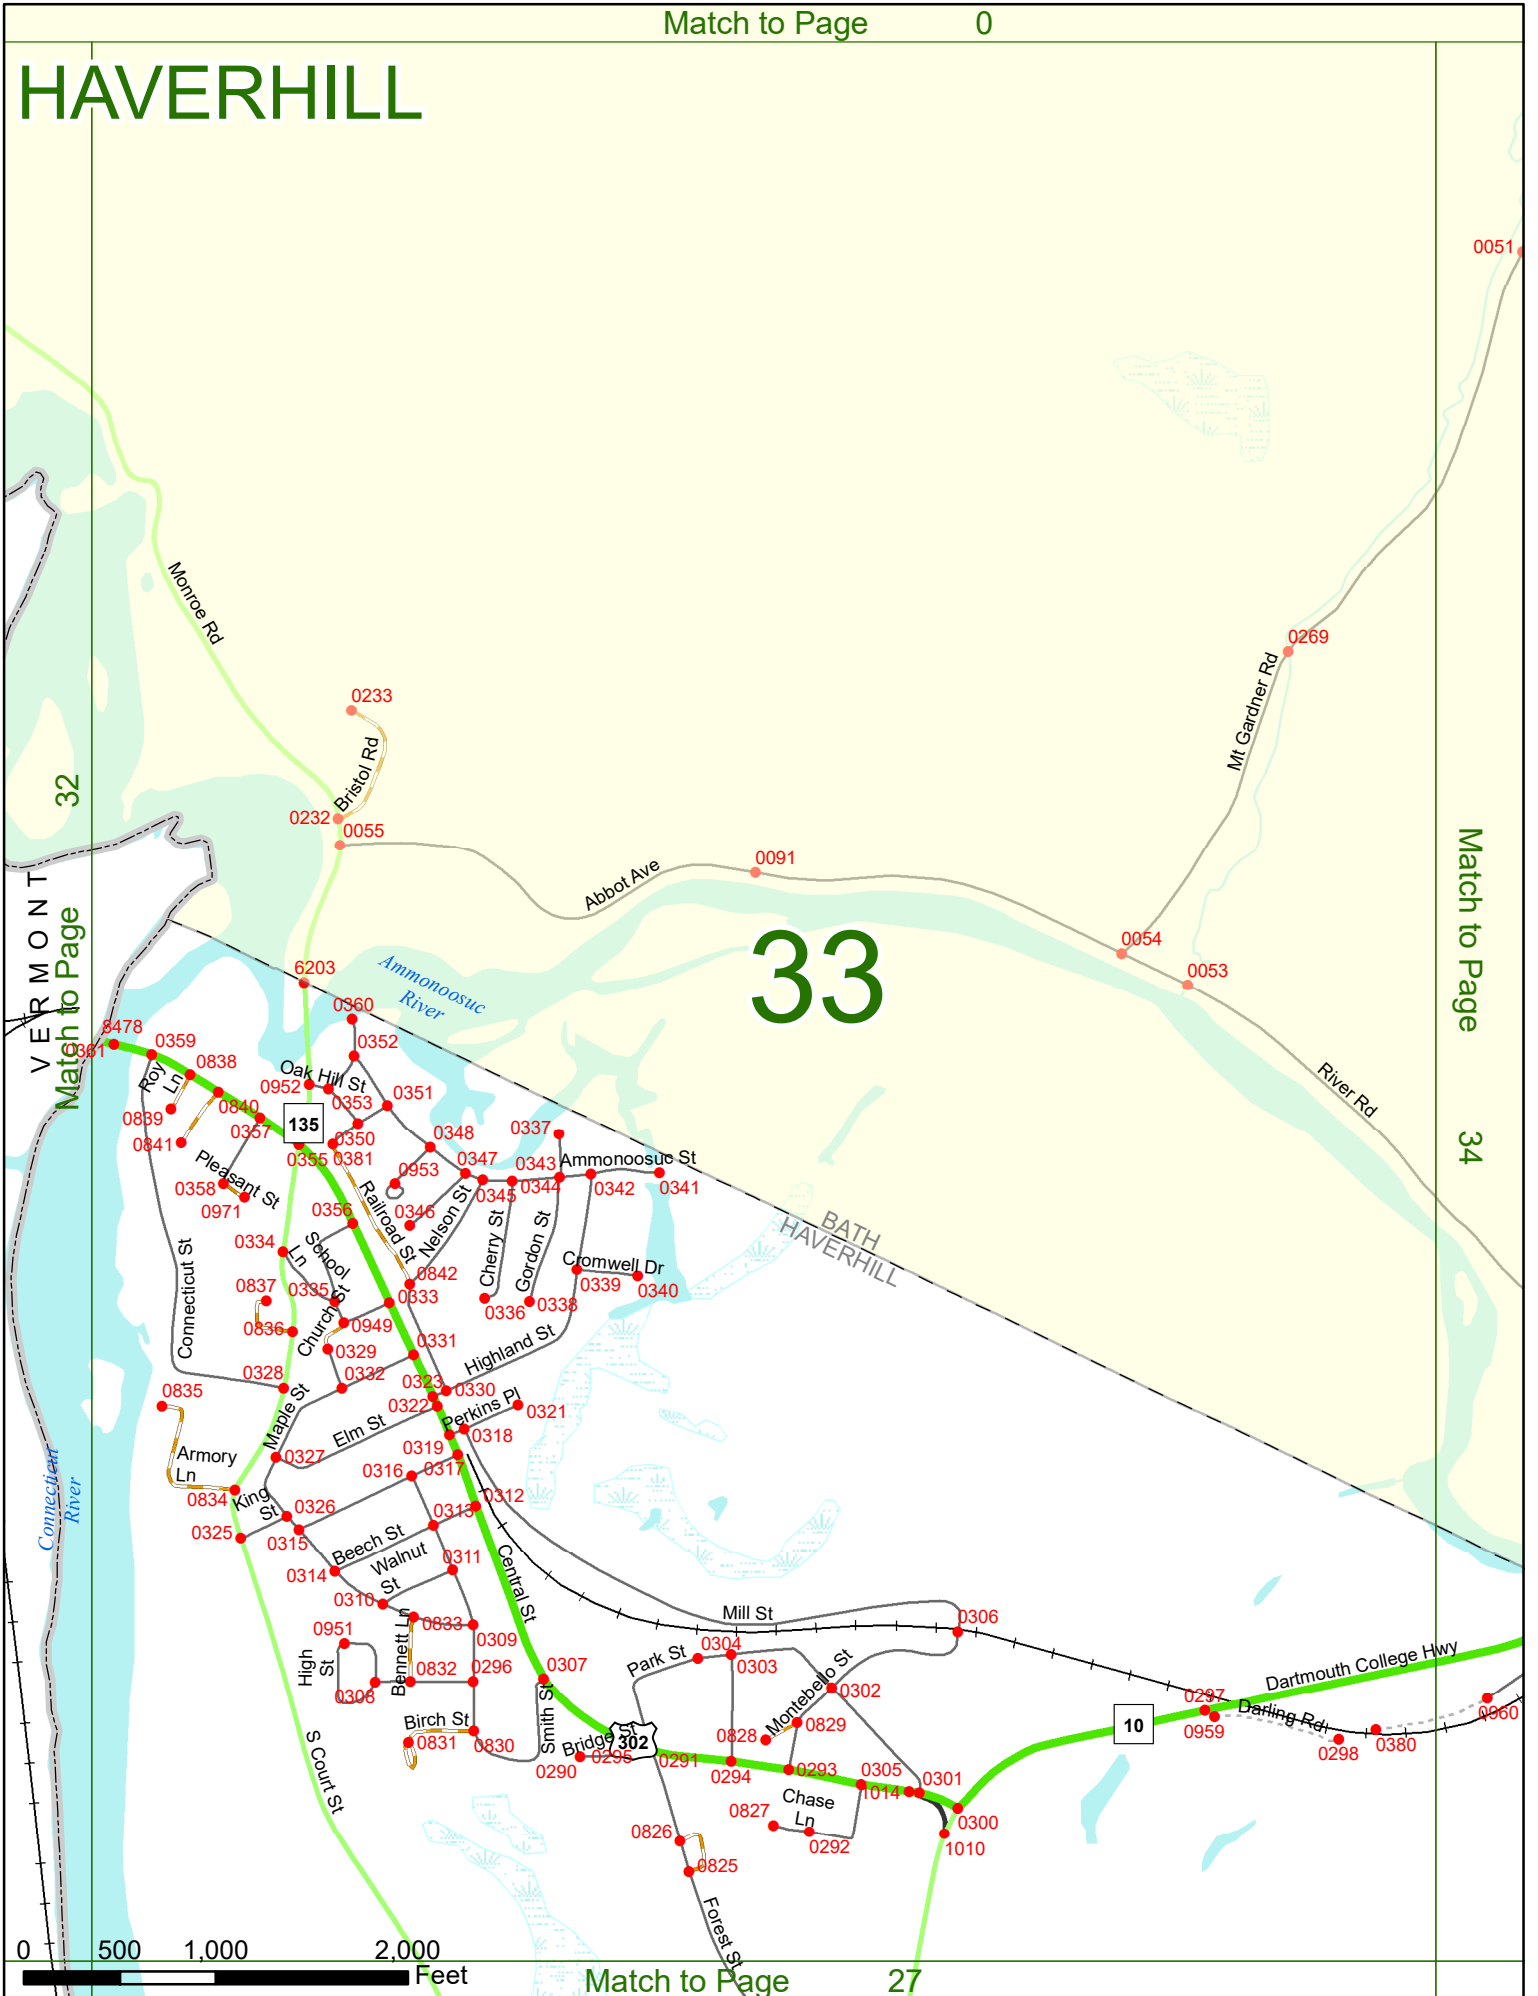 Match to Page 0
HAVERHILL
0051
Monroe Rd
0269
Mt Gardner Rd
0233
Bristol Rd
32
Match to Page
0232
0055
0091
Abbot Ave
Match to Page
34
VERMONT
33
0054
0053
6203
Ammonoosuc
River
0360
8478
0361
0359
0352
0838
Roy
Ln
Oak Hill St
0952
0351
River Rd
0839
0840
0353
135
0357
0350
0348
0337
0841
0355
0381
0347
0343
Ammonoosuc St
Pleasant St
0953
0358
0345
0344
0342
0341
0971
Railroad St
0346
Nelson St
0356
BATH
HAVERHILL
0334
School
Ln
Cherry St
Gordon St
Connecticut St
Cromwell Dr
0837
0335
0842
0339
0340
0333
0336
0338
0836
Church St
0949
0329
0331
Highland St
0328
0332
0323
0330
0835
0322
Perkins Pl
0321
Maple St
Elm St
0318
Armory
Ln
0327
0319
0316
0317
0834
King
St
0326
0312
0313
Connecticut
River
0325
0315
Beech St
Walnut
St
0314
0311
Central St
0310
Mill St
0951
Bennett Ln
0833
0309
0306
High
St
0304
0303
Park St
0832
0296
0307
Dartmouth College Hwy
0308
0302
Montebello St
0297
0960
Smith St
Birch St
0828
0829
10
0959
Darling Rd
0831
0830
Bridge St
302
0298
0380
0290
0295
0291
0294
0293
0305
0301
1014
S Court St
Chase
Ln
0827
0300
0826
0292
1010
0825
Forest St
0 500 1,000 2,000
Feet
Match to Page 27